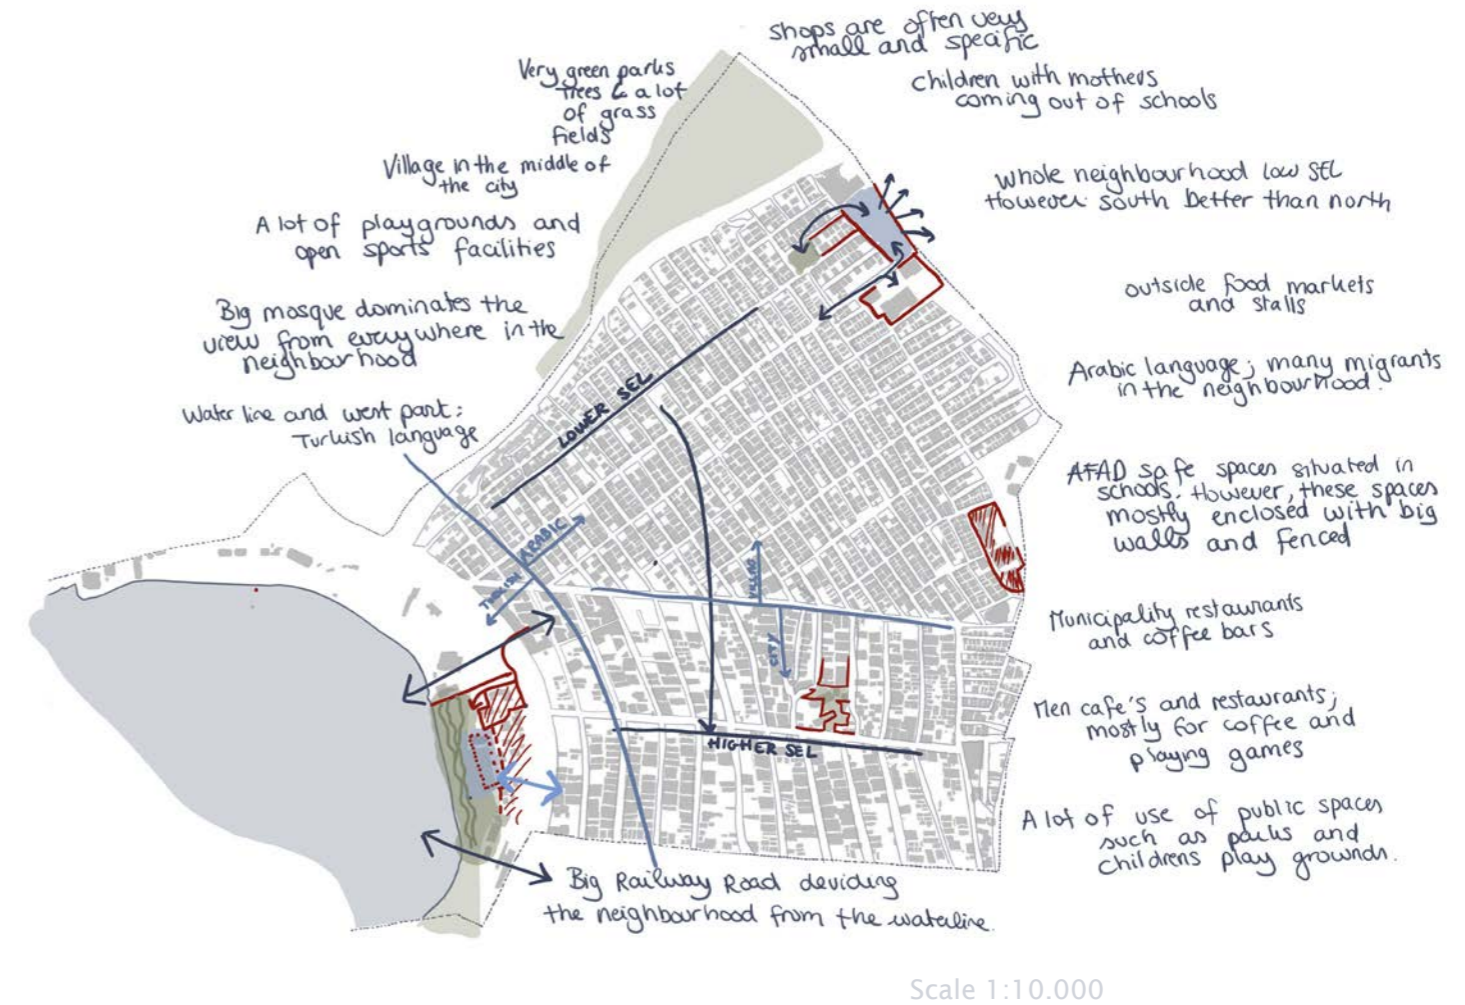 shops are often very
small and specific
Very green parks
trees & a lot
of grass
fields
children with mothers
coming out of schools
Village in the middle of
the city
whole neighbourhood low SEL
However south better than north
A lot of playgrounds and
open sports facilities
outside food markets
and stalls
Big mosque dominates the
view from everywhere in the
neighbourhood
Arabic language; many migrants
in the neighbourhood.
Water line and west part:
Turkish language
LOWER SEL
AFAD safe spaces situated in
schools. However, these spaces
mostly enclosed with big
walls and fenced
ARABIC
TURKISH
VILLAGE
CITY
Municipality restaurants
and coffee bars
HIGHER SEL
Men cafe's and restaurants;
mostly for coffee and
playing games
A lot of use of public spaces
such as parks and
childrens play grounds.
Big Railway Road deviding
the neighbourhood from the waterline.
Scale 1:10.000